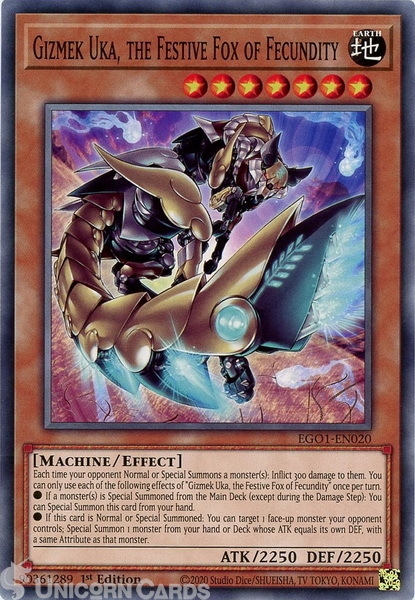 GIZMEK UKA, THE FESTIVE FOX OF FECUNDITY
EARTH
地
EGO1-EN020
[MACHINE/EFFECT]
Each time your opponent Normal or Special Summons a monster(s): Inflict 300 damage to them. You
can only use each of the following effects of "Gizmek Uka, the Festive Fox of Fecundity" once per turn.
● If a monster(s) is Special Summoned from the Main Deck (except during the Damage Step): You
can Special Summon this card from your hand.
● If this card is Normal or Special Summoned: You can target 1 face-up monster your opponent
controls; Special Summon 1 monster from your hand or Deck whose ATK equals its own DEF, with
the same Attribute as that monster.
ATK/2250 DEF/2250
1st Edition
©2020 Studio Dice/SHUEISHA, TV TOKYO, KONAMI
UNICORN CARDS